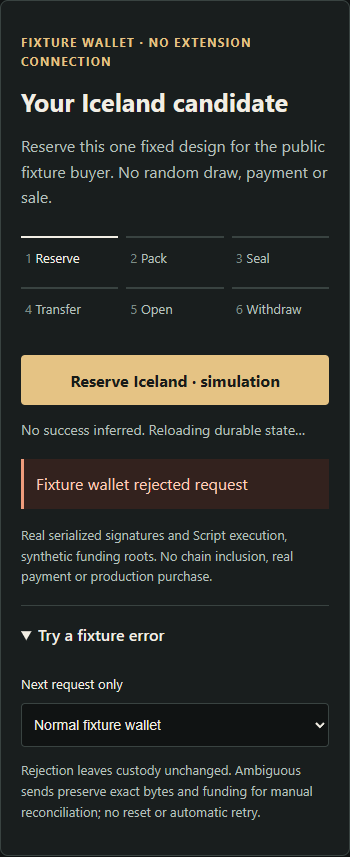 FIXTURE WALLET · NO EXTENSION
CONNECTION
Your Iceland candidate
Reserve this one fixed design for the public
fixture buyer. No random draw, payment or
sale.
1 Reserve
2 Pack
3 Seal
4 Transfer
5 Open
6 Withdraw
Reserve Iceland · simulation
No success inferred. Reloading durable state…
Fixture wallet rejected request
Real serialized signatures and Script execution,
synthetic funding roots. No chain inclusion, real
payment or production purchase.
▼ Try a fixture error
Next request only
Normal fixture wallet
Rejection leaves custody unchanged. Ambiguous
sends preserve exact bytes and funding for manual
reconciliation; no reset or automatic retry.